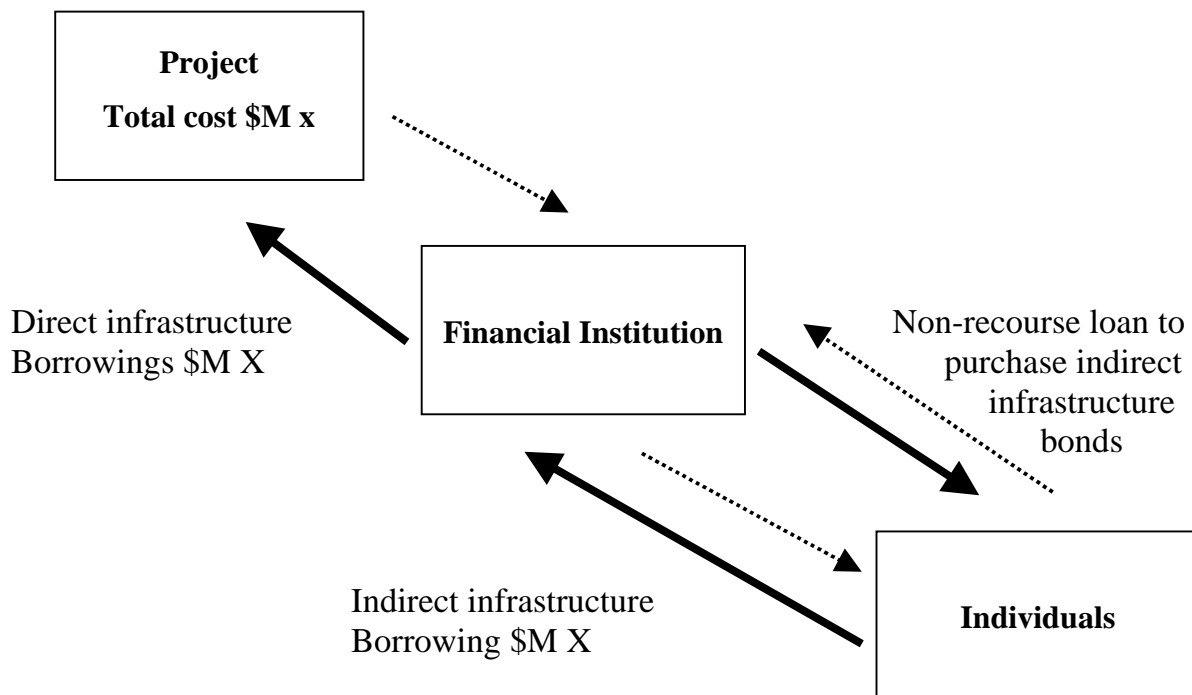 Project
Total cost $M x
Direct infrastructure
Borrowings $M X
Financial Institution
Non-recourse loan to
purchase indirect
infrastructure
bonds
Indirect infrastructure
Borrowing $M X
Individuals